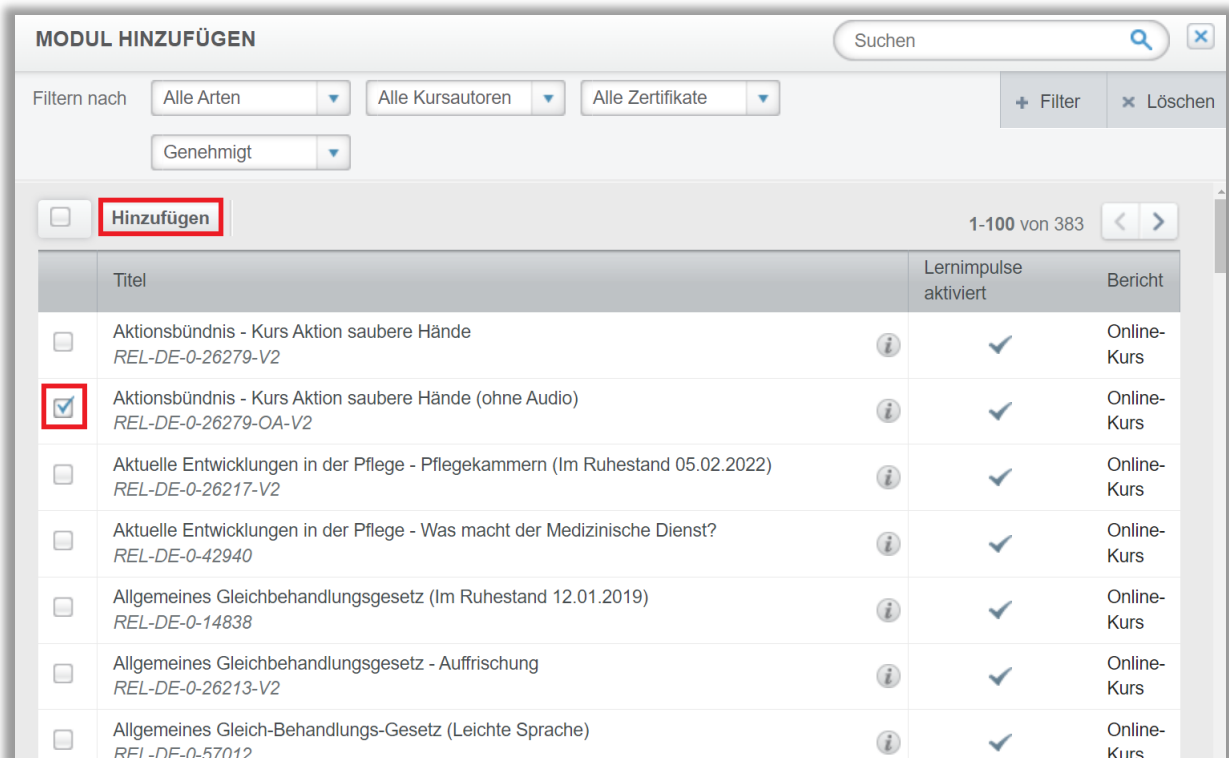 MODUL HINZUFÜGEN
Suchen
Filtern nach
Alle Arten
Alle Kursautoren
Alle Zertifikate
Filter
Löschen
Genehmigt
Hinzufügen
1-100 von 383
Titel
Lernimpulse
aktiviert
Bericht
Aktionsbündnis - Kurs Aktion saubere Hände
REL-DE-0-26279-V2
Online-
Kurs
Aktionsbündnis - Kurs Aktion saubere Hände (ohne Audio)
REL-DE-0-26279-OA-V2
Online-
Kurs
Aktuelle Entwicklungen in der Pflege - Pflegekammern (Im Ruhestand 05.02.2022)
REL-DE-0-26217-V2
Online-
Kurs
Aktuelle Entwicklungen in der Pflege - Was macht der Medizinische Dienst?
REL-DE-0-42940
Online-
Kurs
Allgemeines Gleichbehandlungsgesetz (Im Ruhestand 12.01.2019)
REL-DE-0-14838
Online-
Kurs
Allgemeines Gleichbehandlungsgesetz - Auffrischung
REL-DE-0-26213-V2
Online-
Kurs
Allgemeines Gleich-Behandlungs-Gesetz (Leichte Sprache)
REL-DE-0-57012
Online-
Kurs